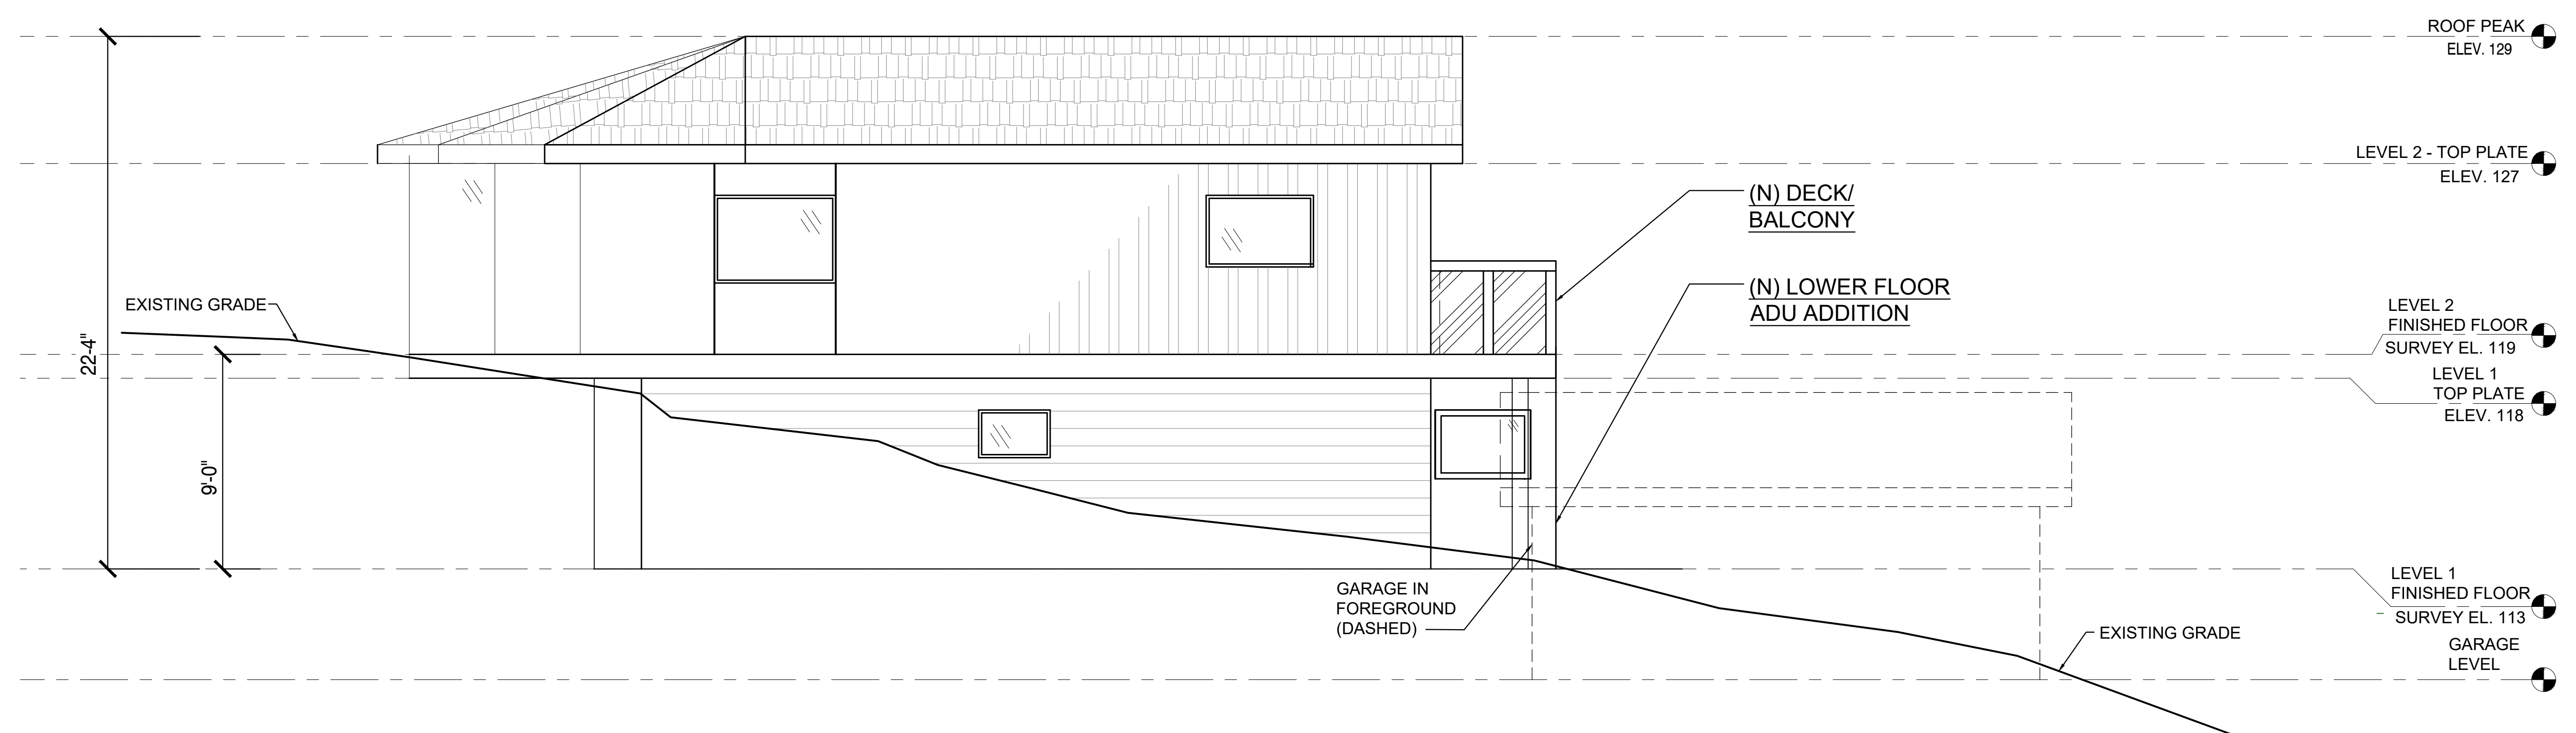 ROOF PEAK
ELEV. 129
LEVEL 2 - TOP PLATE
ELEV. 127
(N) DECK/
BALCONY
(N) LOWER FLOOR
ADU ADDITION
EXISTING GRADE
22'-4"
9'-0"
LEVEL 2
FINISHED FLOOR
SURVEY EL. 119
LEVEL 1
TOP PLATE
ELEV. 118
GARAGE IN
FOREGROUND
(DASHED)
LEVEL 1
FINISHED FLOOR
SURVEY EL. 113
EXISTING GRADE
GARAGE
LEVEL